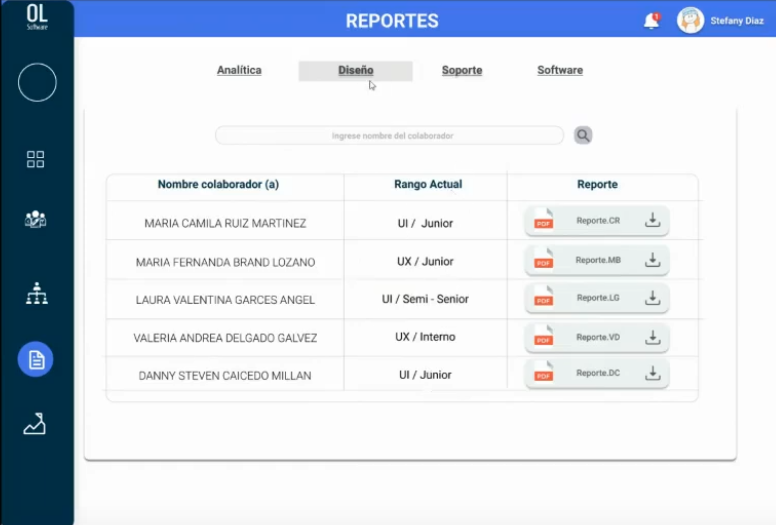 OL
Software
REPORTES
Stefany Diaz
Analítica
Diseño
Soporte
Software
Ingrese nombre del colaborador
Nombre colaborador (a)
Rango Actual
Reporte
MARIA CAMILA RUIZ MARTINEZ
UI / Junior
PDF
Reporte.CR
MARIA FERNANDA BRAND LOZANO
UX / Junior
PDF
Reporte.MB
LAURA VALENTINA GARCES ANGEL
UI / Semi - Senior
PDF
Reporte.LG
VALERIA ANDREA DELGADO GALVEZ
UX / Interno
PDF
Reporte.VD
DANNY STEVEN CAICEDO MILLAN
UI / Junior
PDF
Reporte.DC